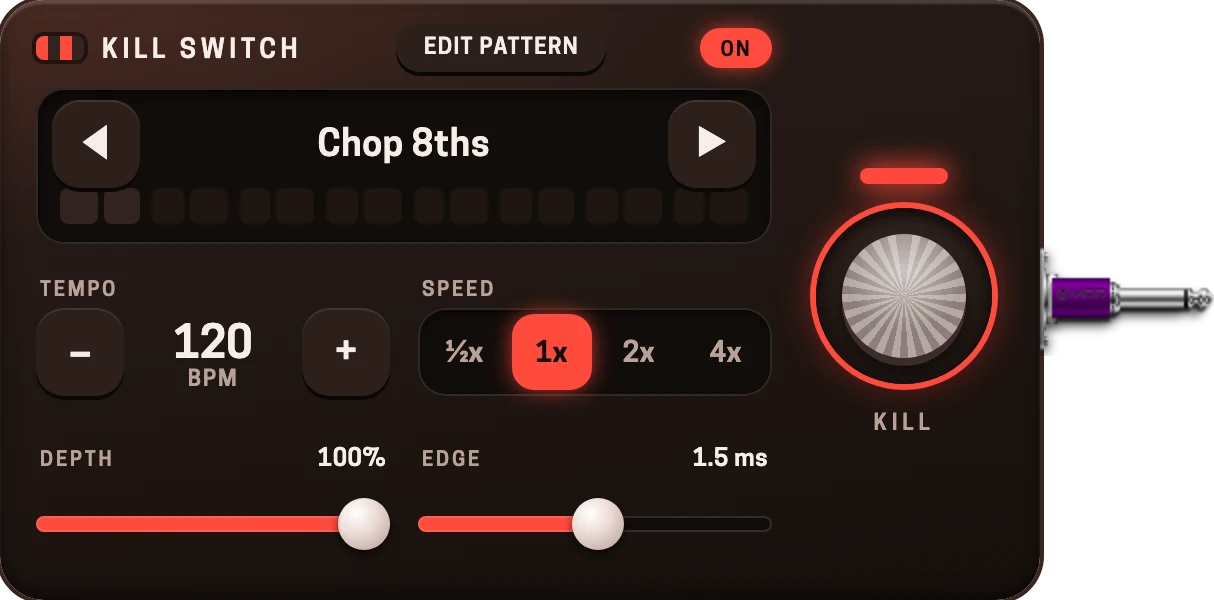 KILL SWITCH
EDIT PATTERN
ON
Chop 8ths
TEMPO
SPEED
–
120
BPM
+
½x
1x
2x
4x
KILL
DEPTH
100%
EDGE
1.5 ms